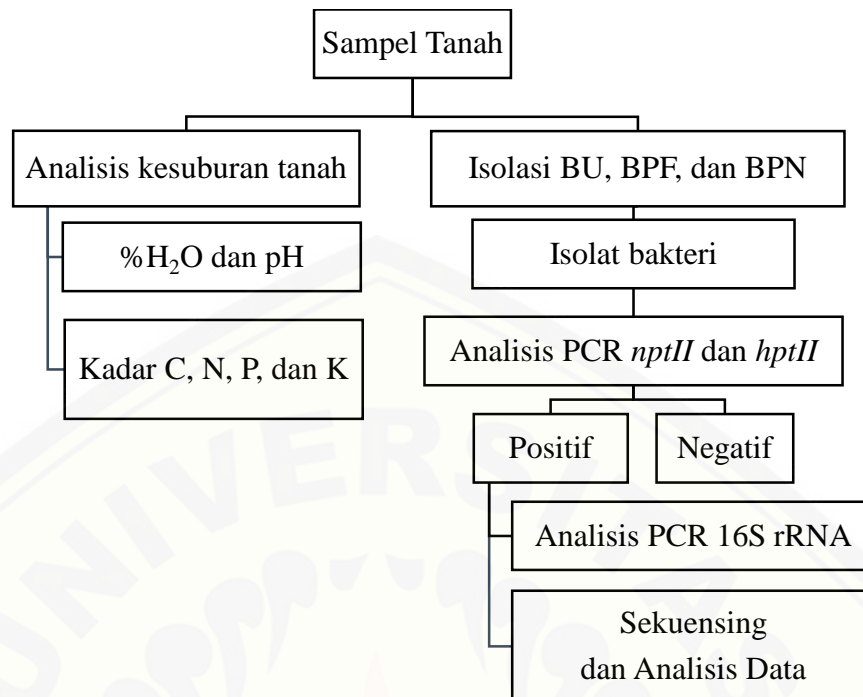 Sampel Tanah
Analisis kesuburan tanah
%H₂O dan pH
Kadar C, N, P, dan K
Isolasi BU, BPF, dan BPN
Isolat bakteri
Analisis PCR nptII dan hptII
Positif
Negatif
Analisis PCR 16S rRNA
Sekuensing
dan Analisis Data
UNIVERSITA